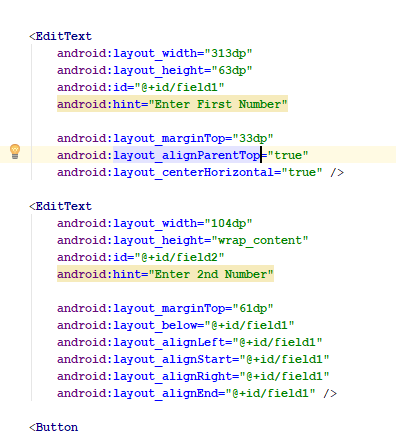 <EditText
android:layout_width="313dp"
android:layout_height="63dp"
android:id="@+id/field1"
android:hint="Enter First Number"
android:layout_marginTop="33dp"
android:layout_alignParentTop="true"
android:layout_centerHorizontal="true" />
<EditText
android:layout_width="104dp"
android:layout_height="wrap_content"
android:id="@+id/field2"
android:hint="Enter 2nd Number"
android:layout_marginTop="61dp"
android:layout_below="@+id/field1"
android:layout_alignLeft="@+id/field1"
android:layout_alignStart="@+id/field1"
android:layout_alignRight="@+id/field1"
android:layout_alignEnd="@+id/field1" />
<Button